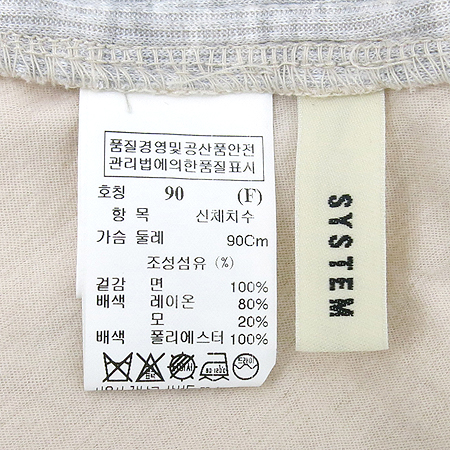 품질경영및공산품안전
관리법에의한품질표시
호칭 90 (F)
항 목 신체치수
가슴 둘레 90Cm
조성섬유 (%)
겉감 면 100%
배색 레이온 80%
모 20%
배색 폴리에스터 100%
드라이
SYSTEM